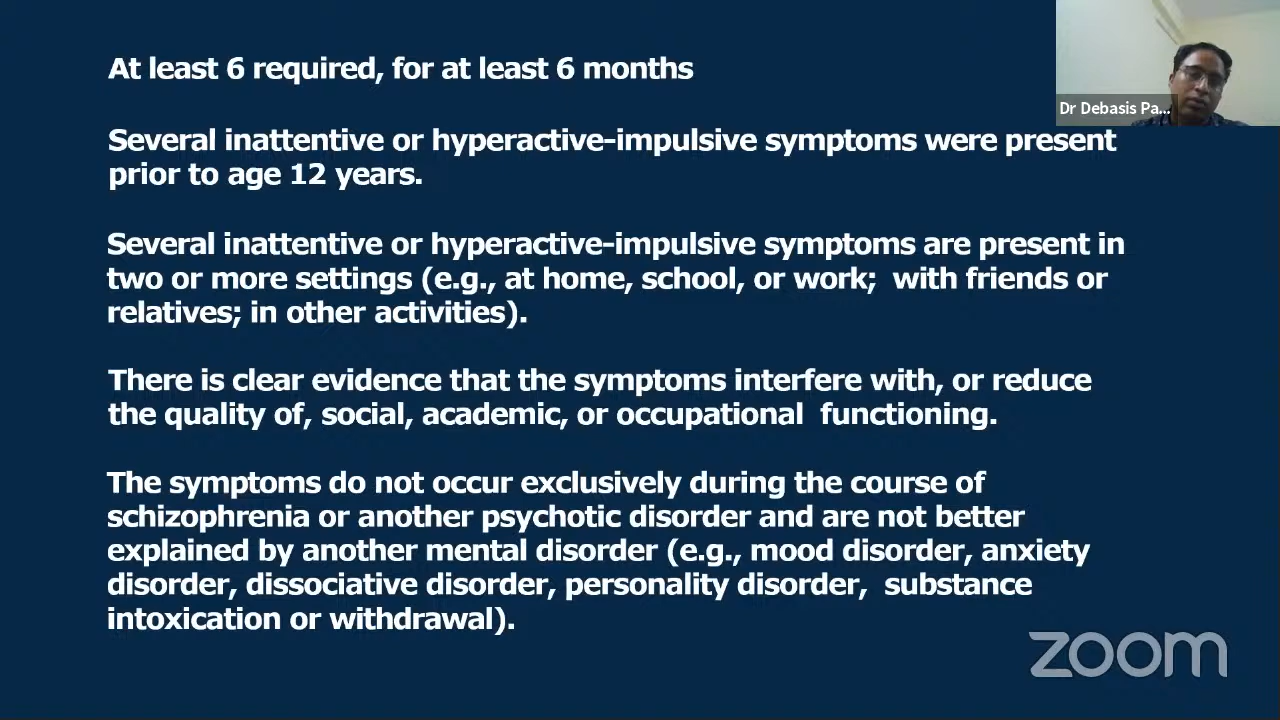 At least 6 required, for at least 6 months
Dr Debasis Pa...
Several inattentive or hyperactive-impulsive symptoms were present
prior to age 12 years.
Several inattentive or hyperactive-impulsive symptoms are present in
two or more settings (e.g., at home, school, or work; with friends or
relatives; in other activities).
There is clear evidence that the symptoms interfere with, or reduce
the quality of, social, academic, or occupational functioning.
The symptoms do not occur exclusively during the course of
schizophrenia or another psychotic disorder and are not better
explained by another mental disorder (e.g., mood disorder, anxiety
disorder, dissociative disorder, personality disorder, substance
intoxication or withdrawal).
zoom